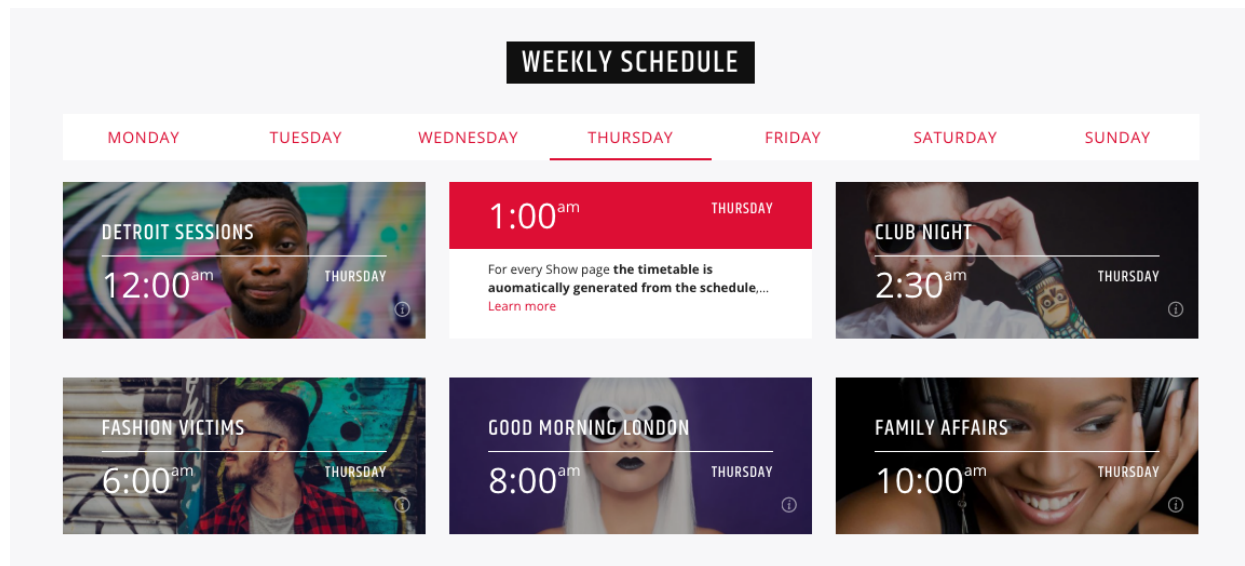 WEEKLY SCHEDULE
MONDAY TUESDAY WEDNESDAY THURSDAY FRIDAY SATURDAY SUNDAY
DETROIT SESSIONS
12:00am THURSDAY
1:00am THURSDAY
For every Show page the timetable is
auomatically generated from the schedule,...
Learn more
CLUB NIGHT
2:30am THURSDAY
FASHION VICTIMS
6:00am THURSDAY
GOOD MORNING LONDON
8:00am THURSDAY
FAMILY AFFAIRS
10:00am THURSDAY